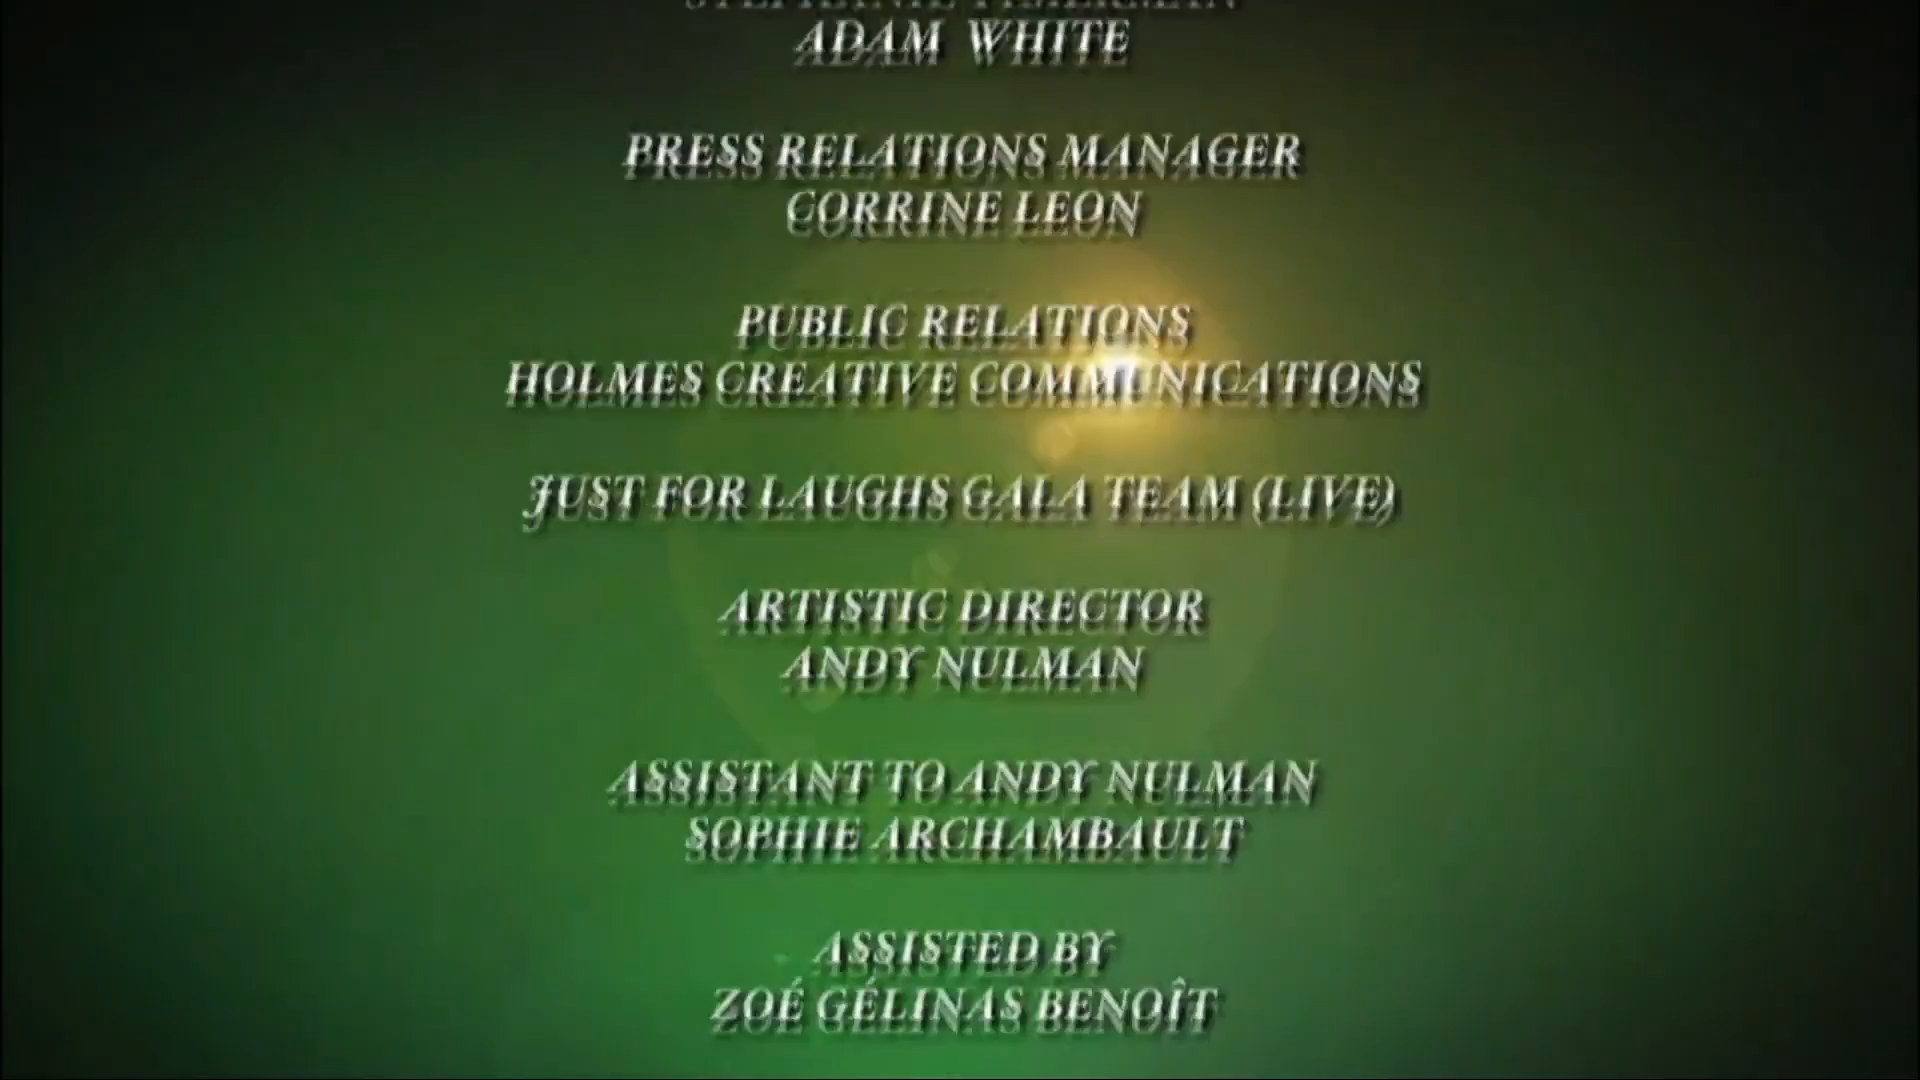 ADAM WHITE
PRESS RELATIONS MANAGER
CORRINE LEON
PUBLIC RELATIONS
HOLMES CREATIVE COMMUNICATIONS
JUST FOR LAUGHS GALA TEAM (LIVE)
ARTISTIC DIRECTOR
ANDY NULMAN
ASSISTANT TO ANDY NULMAN
SOPHIE ARCHAMBAULT
ASSISTED BY
ZOÉ GÉLINAS BENOÎT